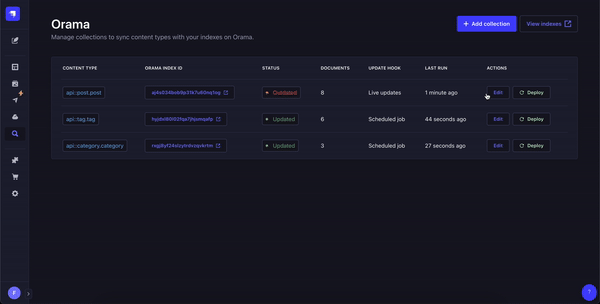 Orama
Manage collections to sync content types with your indexes on Orama.
+ Add collection
View indexes
CONTENT TYPE ORAMA INDEX ID STATUS DOCUMENTS UPDATE HOOK LAST RUN ACTIONS
api::post.post Outdated 8 Live updates 1 minute ago Edit Deploy
api::tag.tag Updated 6 Scheduled job 44 seconds ago Edit Deploy
api::category.category Updated 3 Scheduled job 27 seconds ago Edit Deploy
F
?